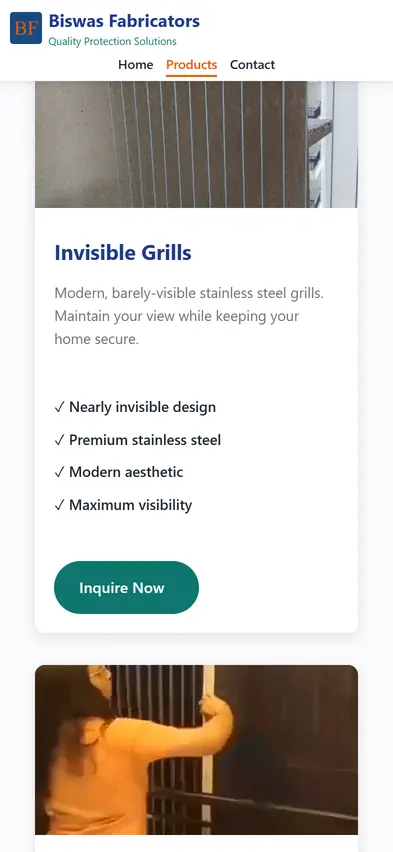 BF
Biswas Fabricators
Quality Protection Solutions
Home Products Contact
Invisible Grills
Modern, barely-visible stainless steel grills.
Maintain your view while keeping your
home secure.
✓ Nearly invisible design
✓ Premium stainless steel
✓ Modern aesthetic
✓ Maximum visibility
Inquire Now